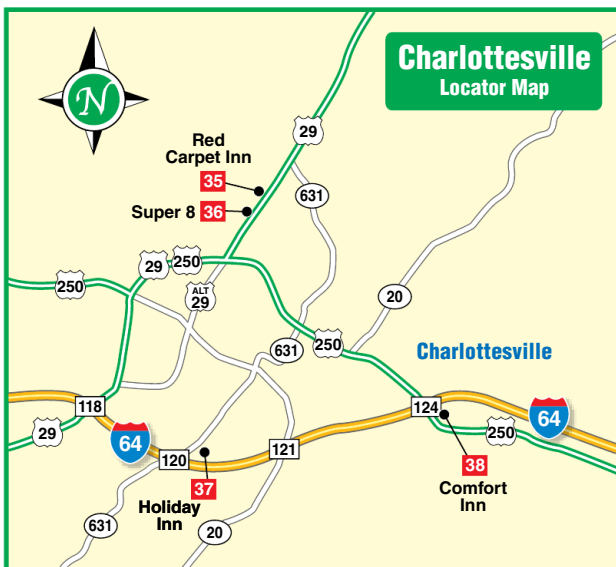 Charlottesville
Locator Map
N
29
Red
Carpet Inn
35
631
Super 8 36
29
250
250
ALT
29
20
631
250
Charlottesville
118
124
64
29
64
250
120
121
38
37
Comfort
Inn
Holiday
Inn
631
20